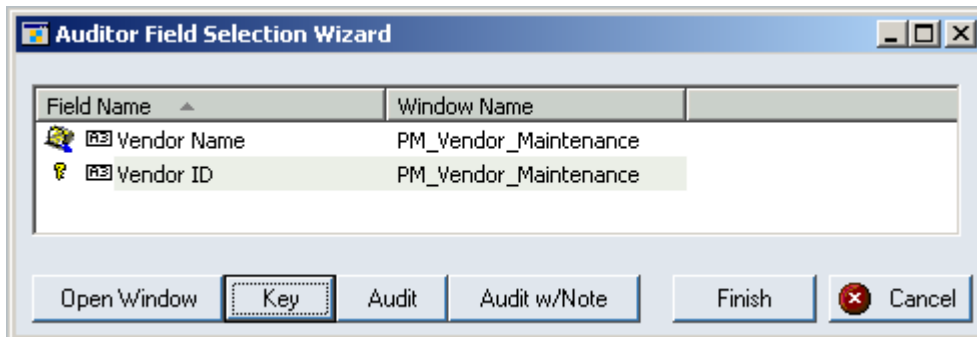 Auditor Field Selection Wizard
Field Name Window Name
Vendor Name PM_Vendor_Maintenance
Vendor ID PM_Vendor_Maintenance
Open Window Key Audit Audit w/Note Finish Cancel